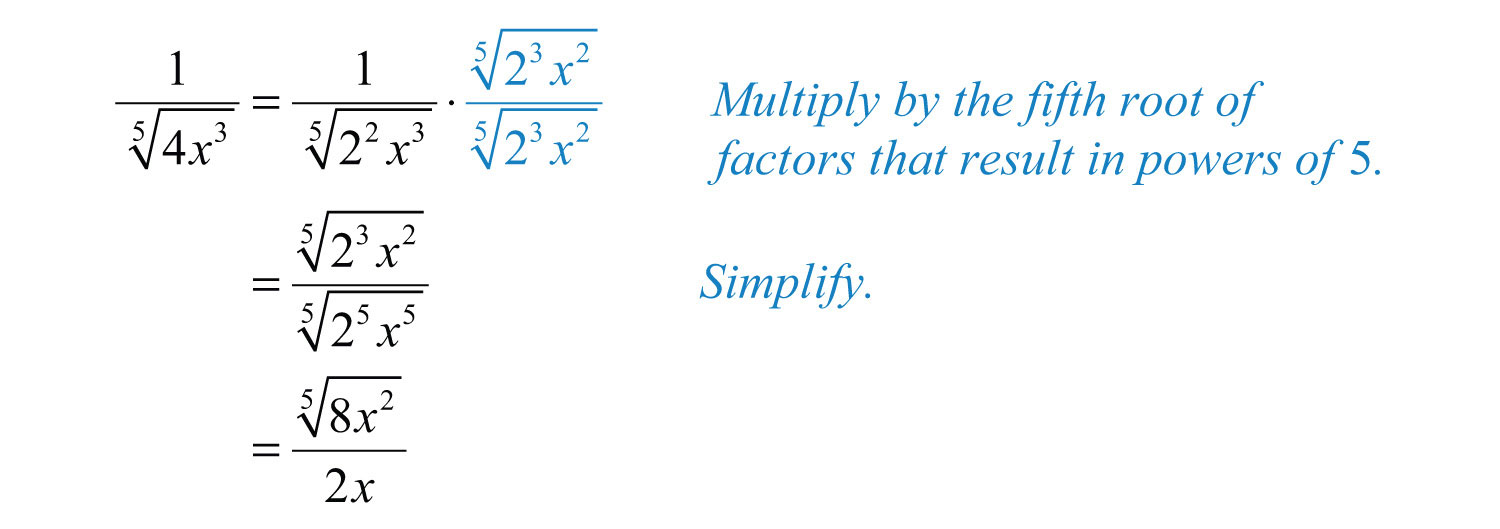 $\frac{1}{\sqrt[5]{4x^3}} = \frac{1}{\sqrt[5]{2^2 x^3}} \cdot \frac{\sqrt[5]{2^3 x^2}}{\sqrt[5]{2^3 x^2}}$ Multiply by the fifth root of
factors that result in powers of 5.
$= \frac{\sqrt[5]{2^3 x^2}}{\sqrt[5]{2^5 x^5}}$ Simplify.
$= \frac{\sqrt[5]{8x^2}}{2x}$